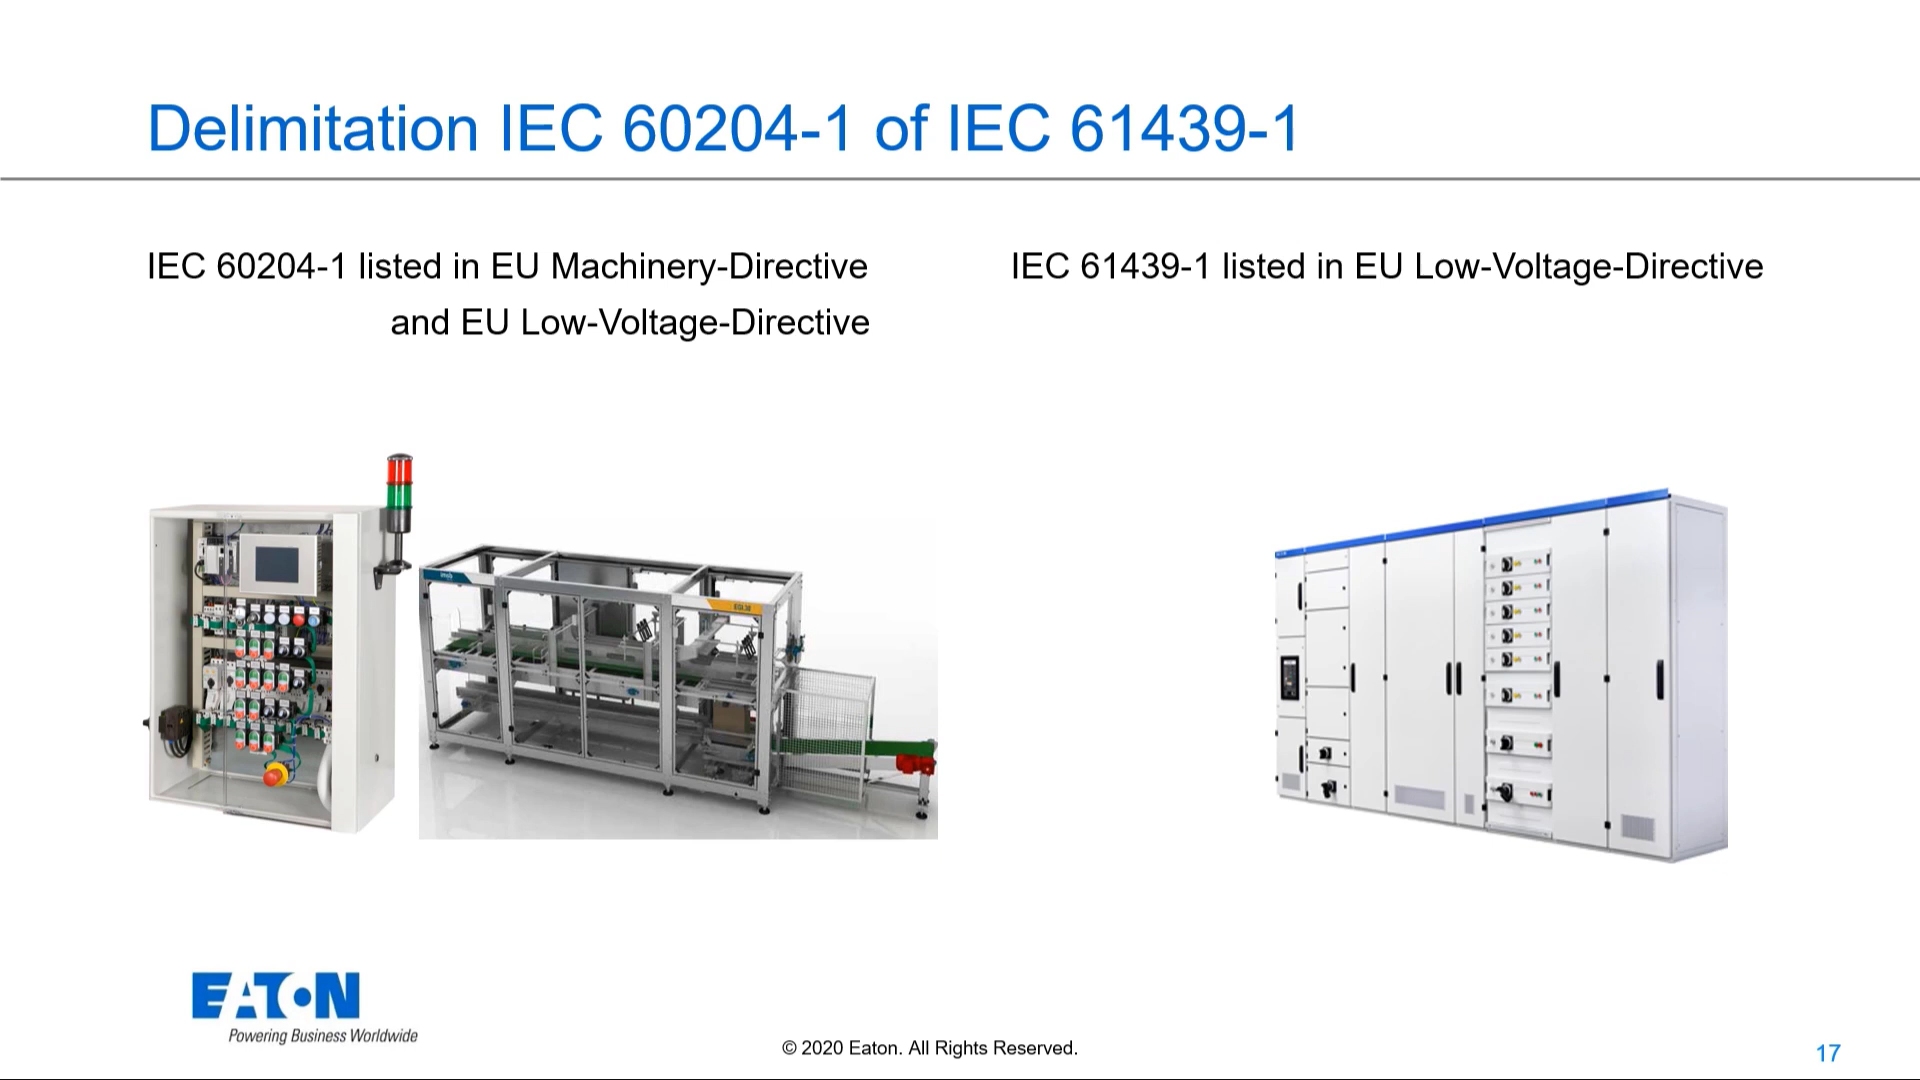 Delimitation IEC 60204-1 of IEC 61439-1
IEC 60204-1 listed in EU Machinery-Directive
and EU Low-Voltage-Directive
IEC 61439-1 listed in EU Low-Voltage-Directive
EATON
Powering Business Worldwide
© 2020 Eaton. All Rights Reserved.
17